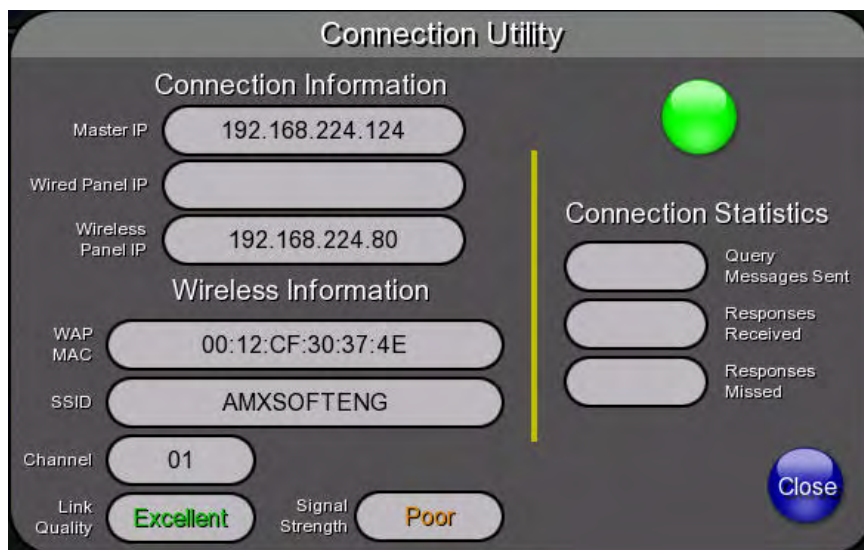 Connection Utility
Connection Information
Master IP
192.168.224.124
Wired Panel IP
Wireless
Panel IP
192.168.224.80
Wireless Information
WAP
MAC
00:12:CF:30:37:4E
SSID
AMXSOFTENG
Channel
01
Link
Quality
Excellent
Signal
Strength
Poor
Connection Statistics
Query
Messages Sent
Responses
Received
Responses
Missed
Close